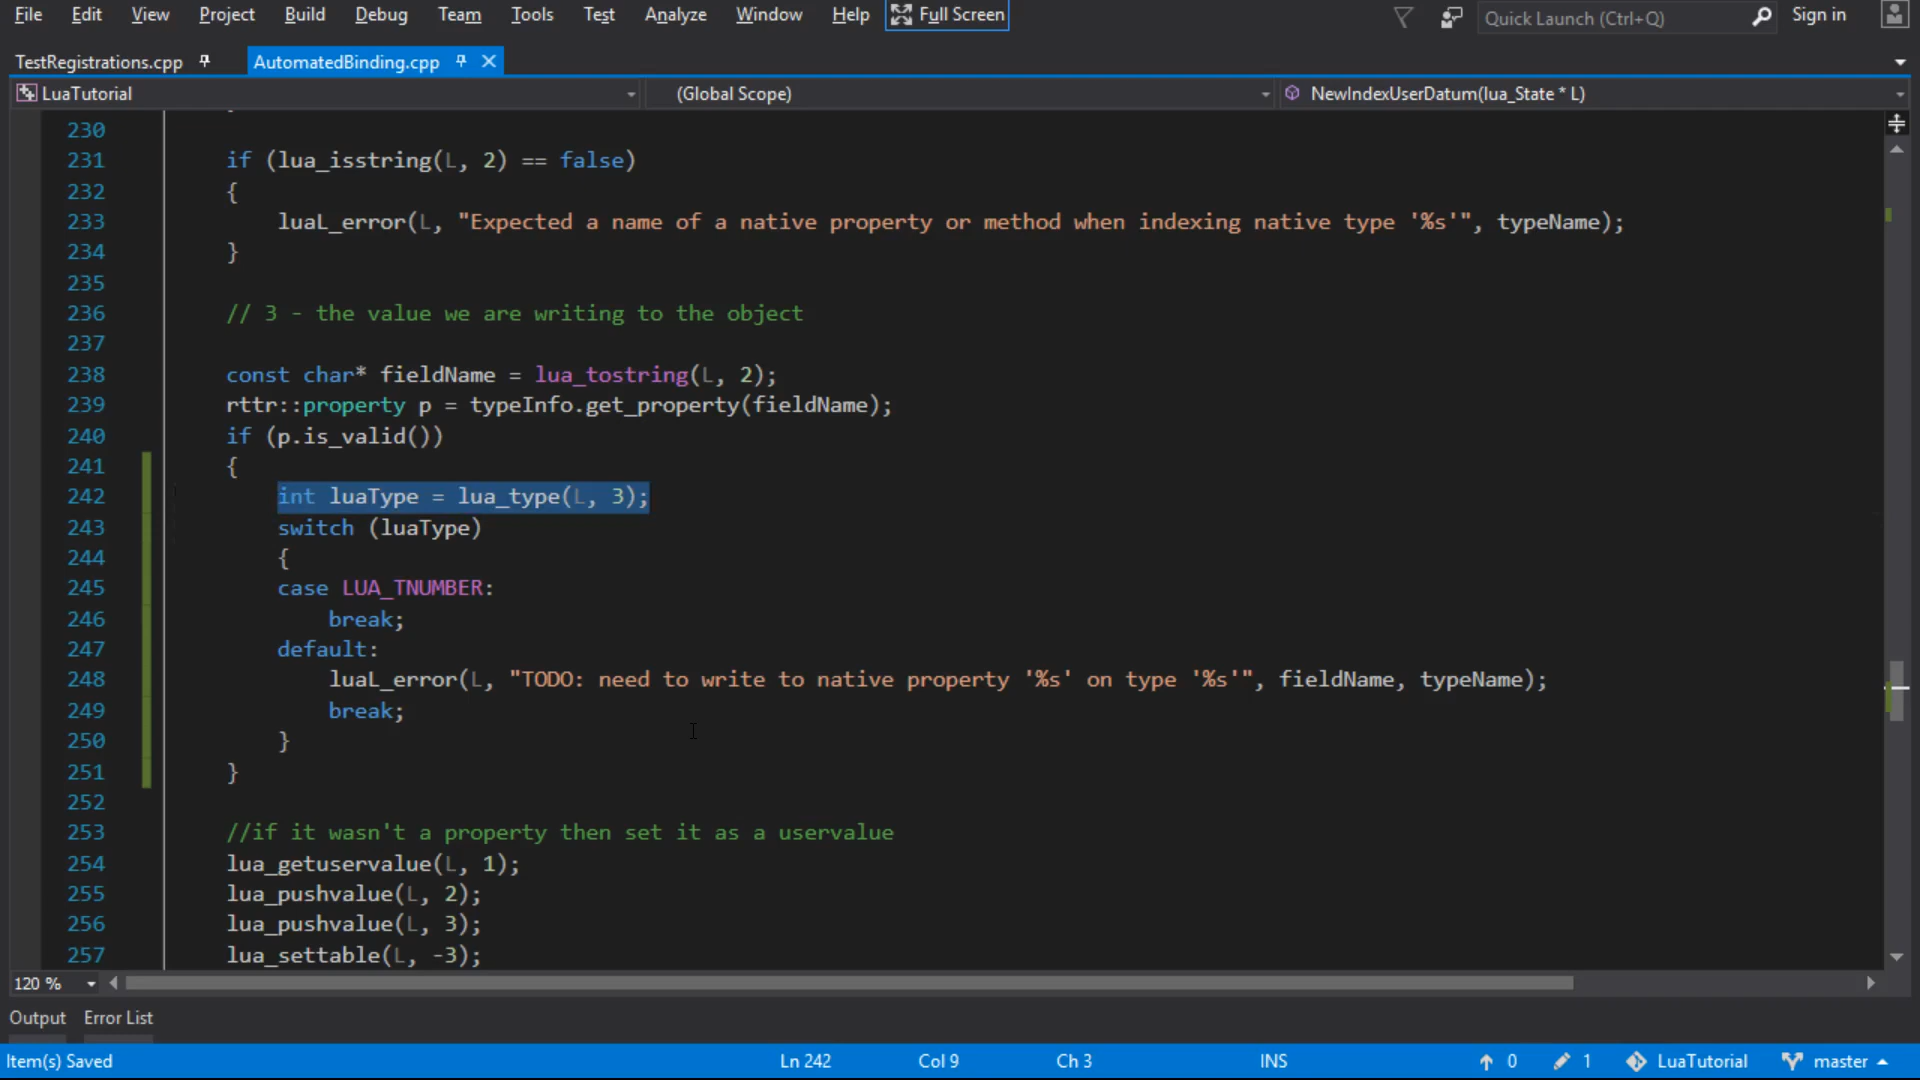 File Edit View Project Build Debug Team Tools Test Analyze Window Help Full Screen Quick Launch (Ctrl+Q) Sign in
TestRegistrations.cpp AutomatedBinding.cpp
LuaTutorial (Global Scope) NewIndexUserDatum(lua_State * L)
230
231 if (lua_isstring(L, 2) == false)
232 {
233 luaL_error(L, "Expected a name of a native property or method when indexing native type '%s'", typeName);
234 }
235
236 // 3 - the value we are writing to the object
237
238 const char* fieldName = lua_tostring(L, 2);
239 rttr::property p = typeInfo.get_property(fieldName);
240 if (p.is_valid())
241 {
242 int luaType = lua_type(L, 3);
243 switch (luaType)
244 {
245 case LUA_TNUMBER:
246 break;
247 default:
248 luaL_error(L, "TODO: need to write to native property '%s' on type '%s'", fieldName, typeName);
249 break;
250 }
251 }
252
253 //if it wasn't a property then set it as a uservalue
254 lua_getuservalue(L, 1);
255 lua_pushvalue(L, 2);
256 lua_pushvalue(L, 3);
257 lua_settable(L, -3);
120 %
Output Error List
Item(s) Saved Ln 242 Col 9 Ch 3 INS 0 1 LuaTutorial master